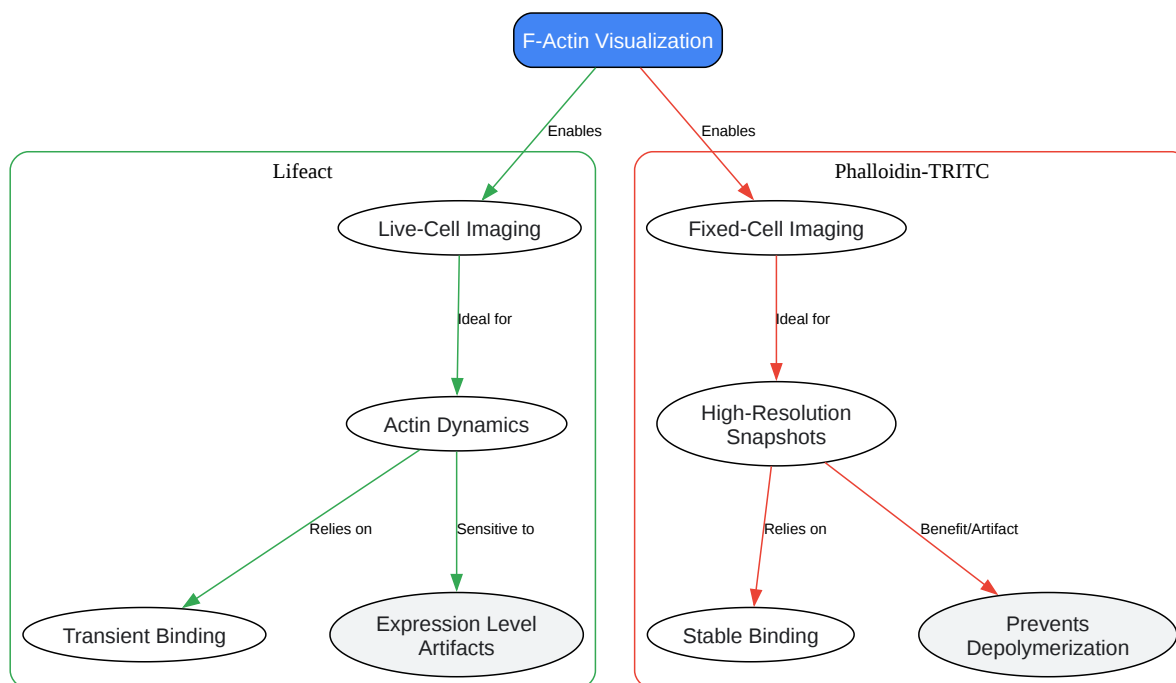 F-Actin Visualization
Enables
Enables
Lifeact
Phalloidin-TRITC
Live-Cell Imaging
Fixed-Cell Imaging
Ideal for
Ideal for
Actin Dynamics
High-Resolution
Snapshots
Relies on
Sensitive to
Relies on
Benefit/Artifact
Transient Binding
Expression Level
Artifacts
Stable Binding
Prevents
Depolymerization